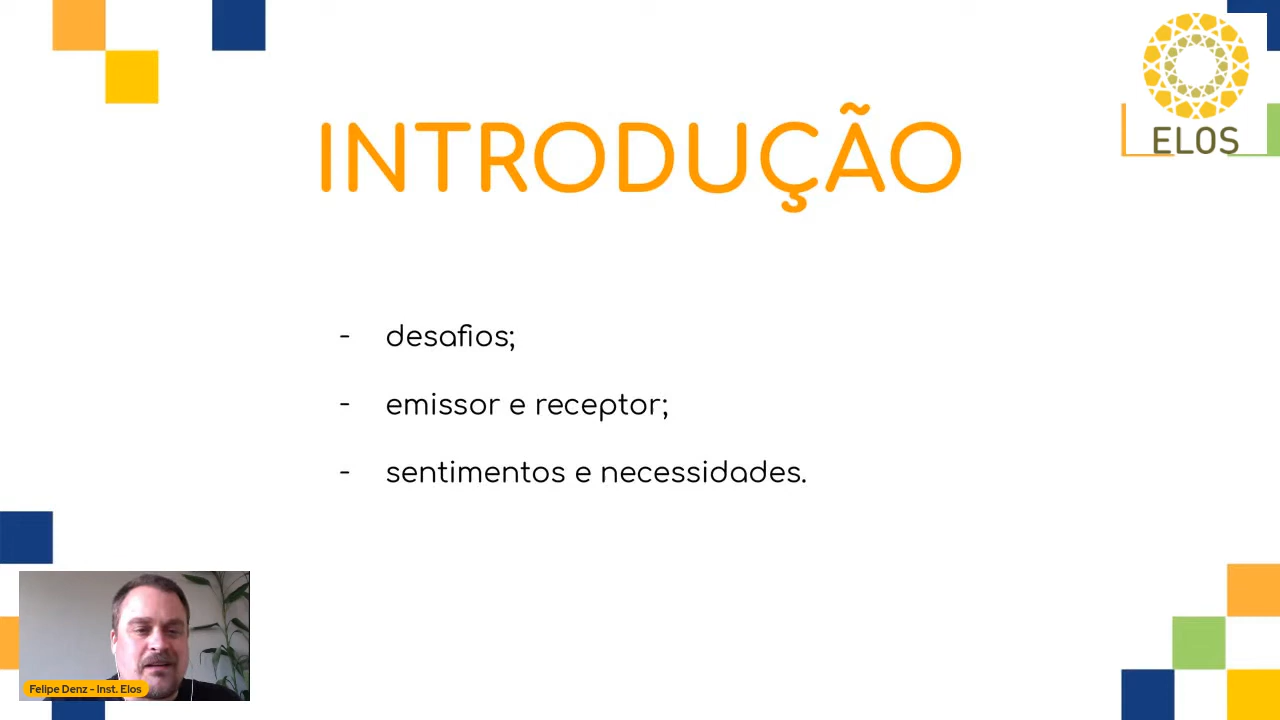 ELOS
INTRODUÇÃO
- desafios;
- emissor e receptor;
- sentimentos e necessidades.
Felipe Denz - Inst. Elos